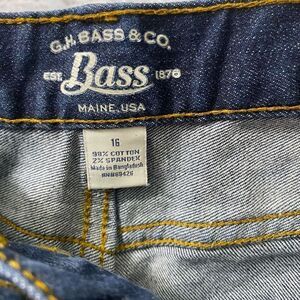 G.H. BASS & CO.
EST. Bass 1876
MAINE, USA
16
98% COTTON
2% SPANDEX
Made in Bangladesh